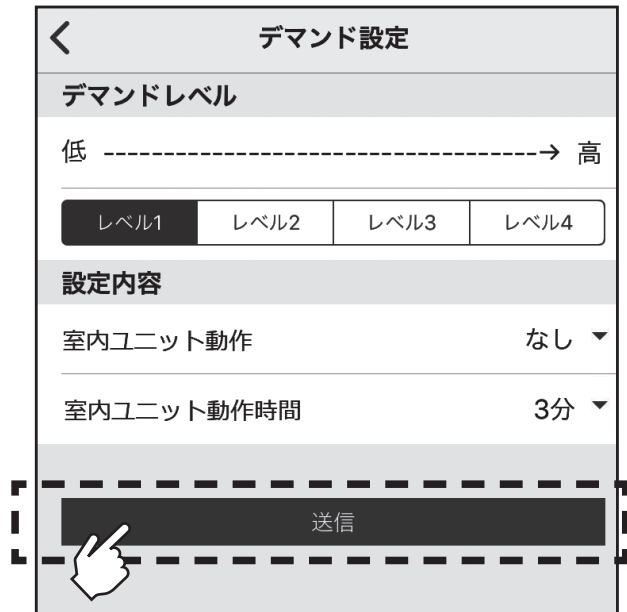 デマンド設定
デマンドレベル
低 ------------------------------------→ 高
レベル1 レベル2 レベル3 レベル4
設定内容
室内ユニット動作 なし
室内ユニット動作時間 3分
送信